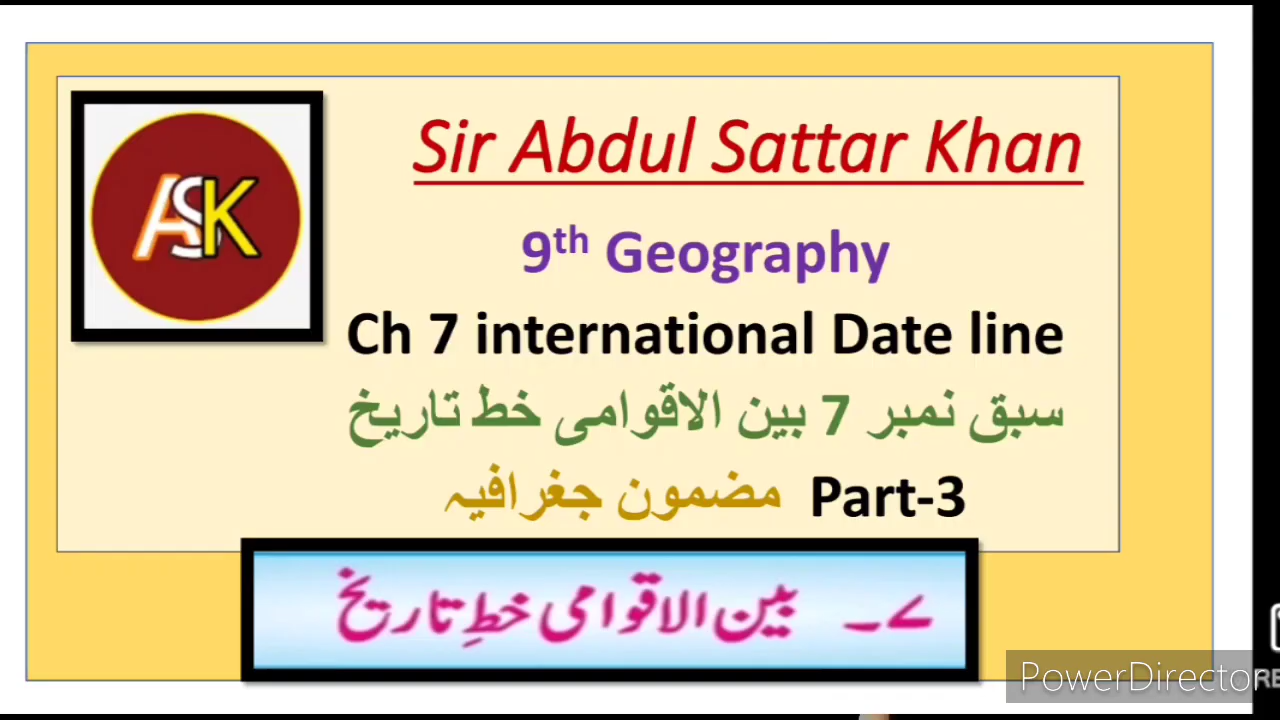 ASK
Sir Abdul Sattar Khan
9th Geography
Ch 7 international Date line
سبق نمبر 7 بین الاقوامی خط تاریخ
مضمون جغرافیہ Part-3
۷۔ بین الاقوامی خطِ تاریخ
PowerDirector
RE